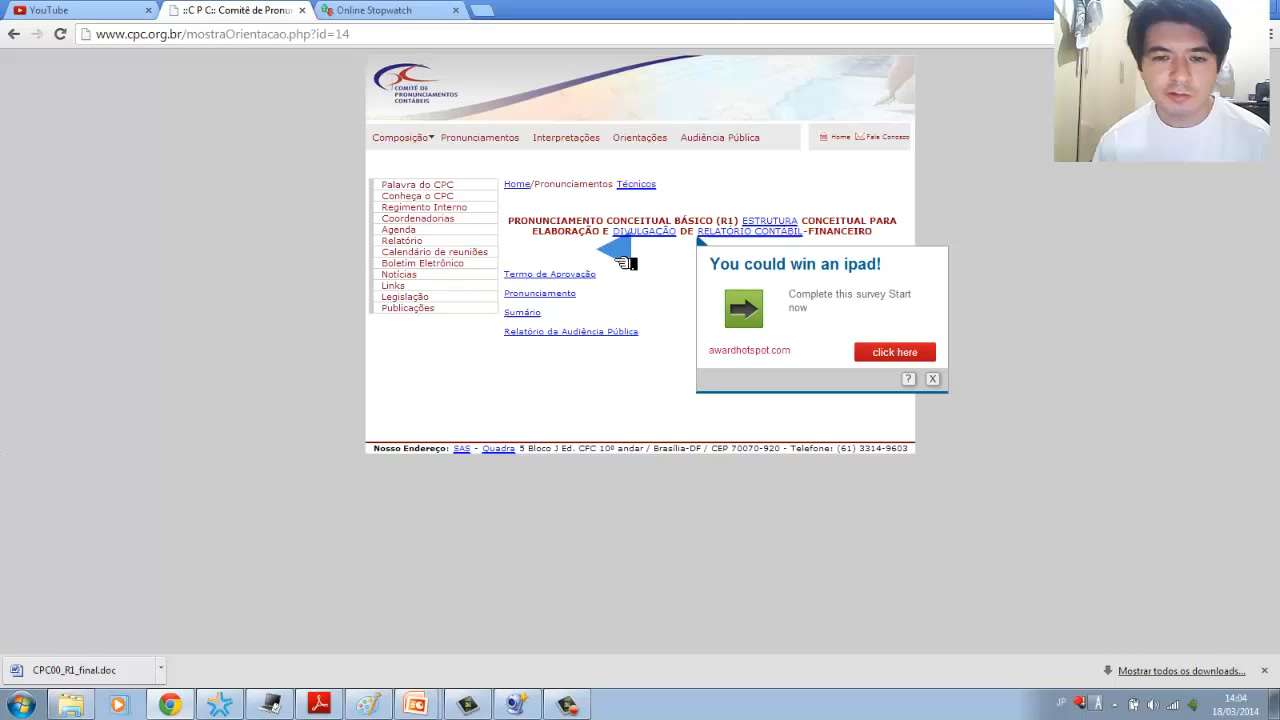 YouTube
::C P C:: Comitê de Pronu
Online Stopwatch
www.cpc.org.br/mostraOrientacao.php?id=14
COMITÊ DE
PRONUNCIAMENTOS
CONTÁBEIS
Composição Pronunciamentos Interpretações Orientações Audiência Pública Home Fale Conosco
Palavra do CPC
Conheça o CPC
Regimento Interno
Coordenadorias
Agenda
Relatório
Calendário de reuniões
Boletim Eletrônico
Notícias
Links
Legislação
Publicações
Home/Pronunciamentos Técnicos
PRONUNCIAMENTO CONCEITUAL BÁSICO (R1) ESTRUTURA CONCEITUAL PARA
ELABORAÇÃO E DIVULGAÇÃO DE RELATÓRIO CONTÁBIL-FINANCEIRO
Termo de Aprovação
Pronunciamento
Sumário
Relatório da Audiência Pública
You could win an ipad!
Complete this survey Start
now
awardhotspot.com
click here
? X
Nosso Endereço: SAS - Quadra 5 Bloco J Ed. CFC 10º andar / Brasília-DF / CEP 70070-920 - Telefone: (61) 3314-9603
CPC00_R1_final.doc
Mostrar todos os downloads...
JP
A
14:04
18/03/2014